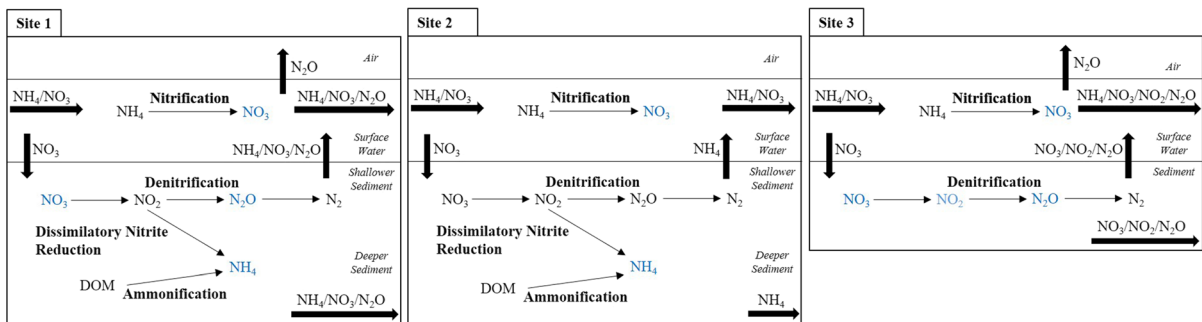 Site 1
Air
N₂O
NH₄/NO₃
Nitrification
NH₄/NO₃/N₂O
NH₄
NO₃
Surface
Water
NO₃
NH₄/NO₃/N₂O
Shallower
Sediment
Denitrification
NO₃
NO₂
N₂O
N₂
Dissimilatory Nitrite
Reduction
Deeper
Sediment
NH₄
DOM
Ammonification
NH₄/NO₃/N₂O
Site 2
Air
NH₄/NO₃
Nitrification
NH₄/NO₃
NH₄
NO₃
Surface
Water
NO₃
NH₄
Shallower
Sediment
Denitrification
NO₃
NO₂
N₂O
N₂
Dissimilatory Nitrite
Reduction
Deeper
Sediment
NH₄
DOM
Ammonification
NH₄
Site 3
Air
N₂O
NH₄/NO₃
Nitrification
NH₄/NO₃/NO₂/N₂O
NH₄
NO₃
Surface
Water
NO₃
NO₃/NO₂/N₂O
Sediment
Denitrification
NO₃
NO₂
N₂O
N₂
NO₃/NO₂/N₂O